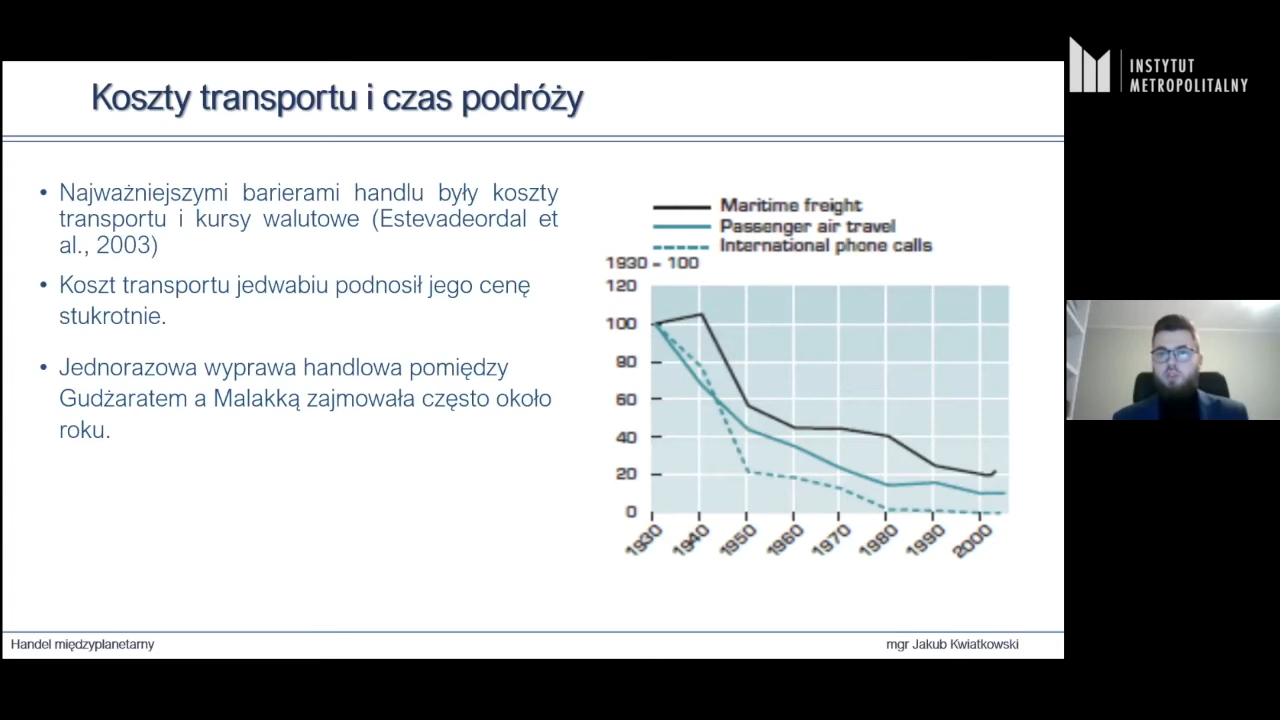 Koszty transportu i czas podróży
INSTYTUT
METROPOLITALNY
• Najważniejszymi barierami handlu były koszty
transportu i kursy walutowe (Estevadeordal et
al., 2003)
• Koszt transportu jedwabiu podnosił jego cenę
stukrotnie.
• Jednorazowa wyprawa handlowa pomiędzy
Gudżaratem a Malakką zajmowała często około
roku.
Maritime freight
Passenger air travel
International phone calls
1930 – 100
120
100
80
60
40
20
0
1930 1940 1950 1960 1970 1980 1990 2000
Handel międzyplanetarny
mgr Jakub Kwiatkowski